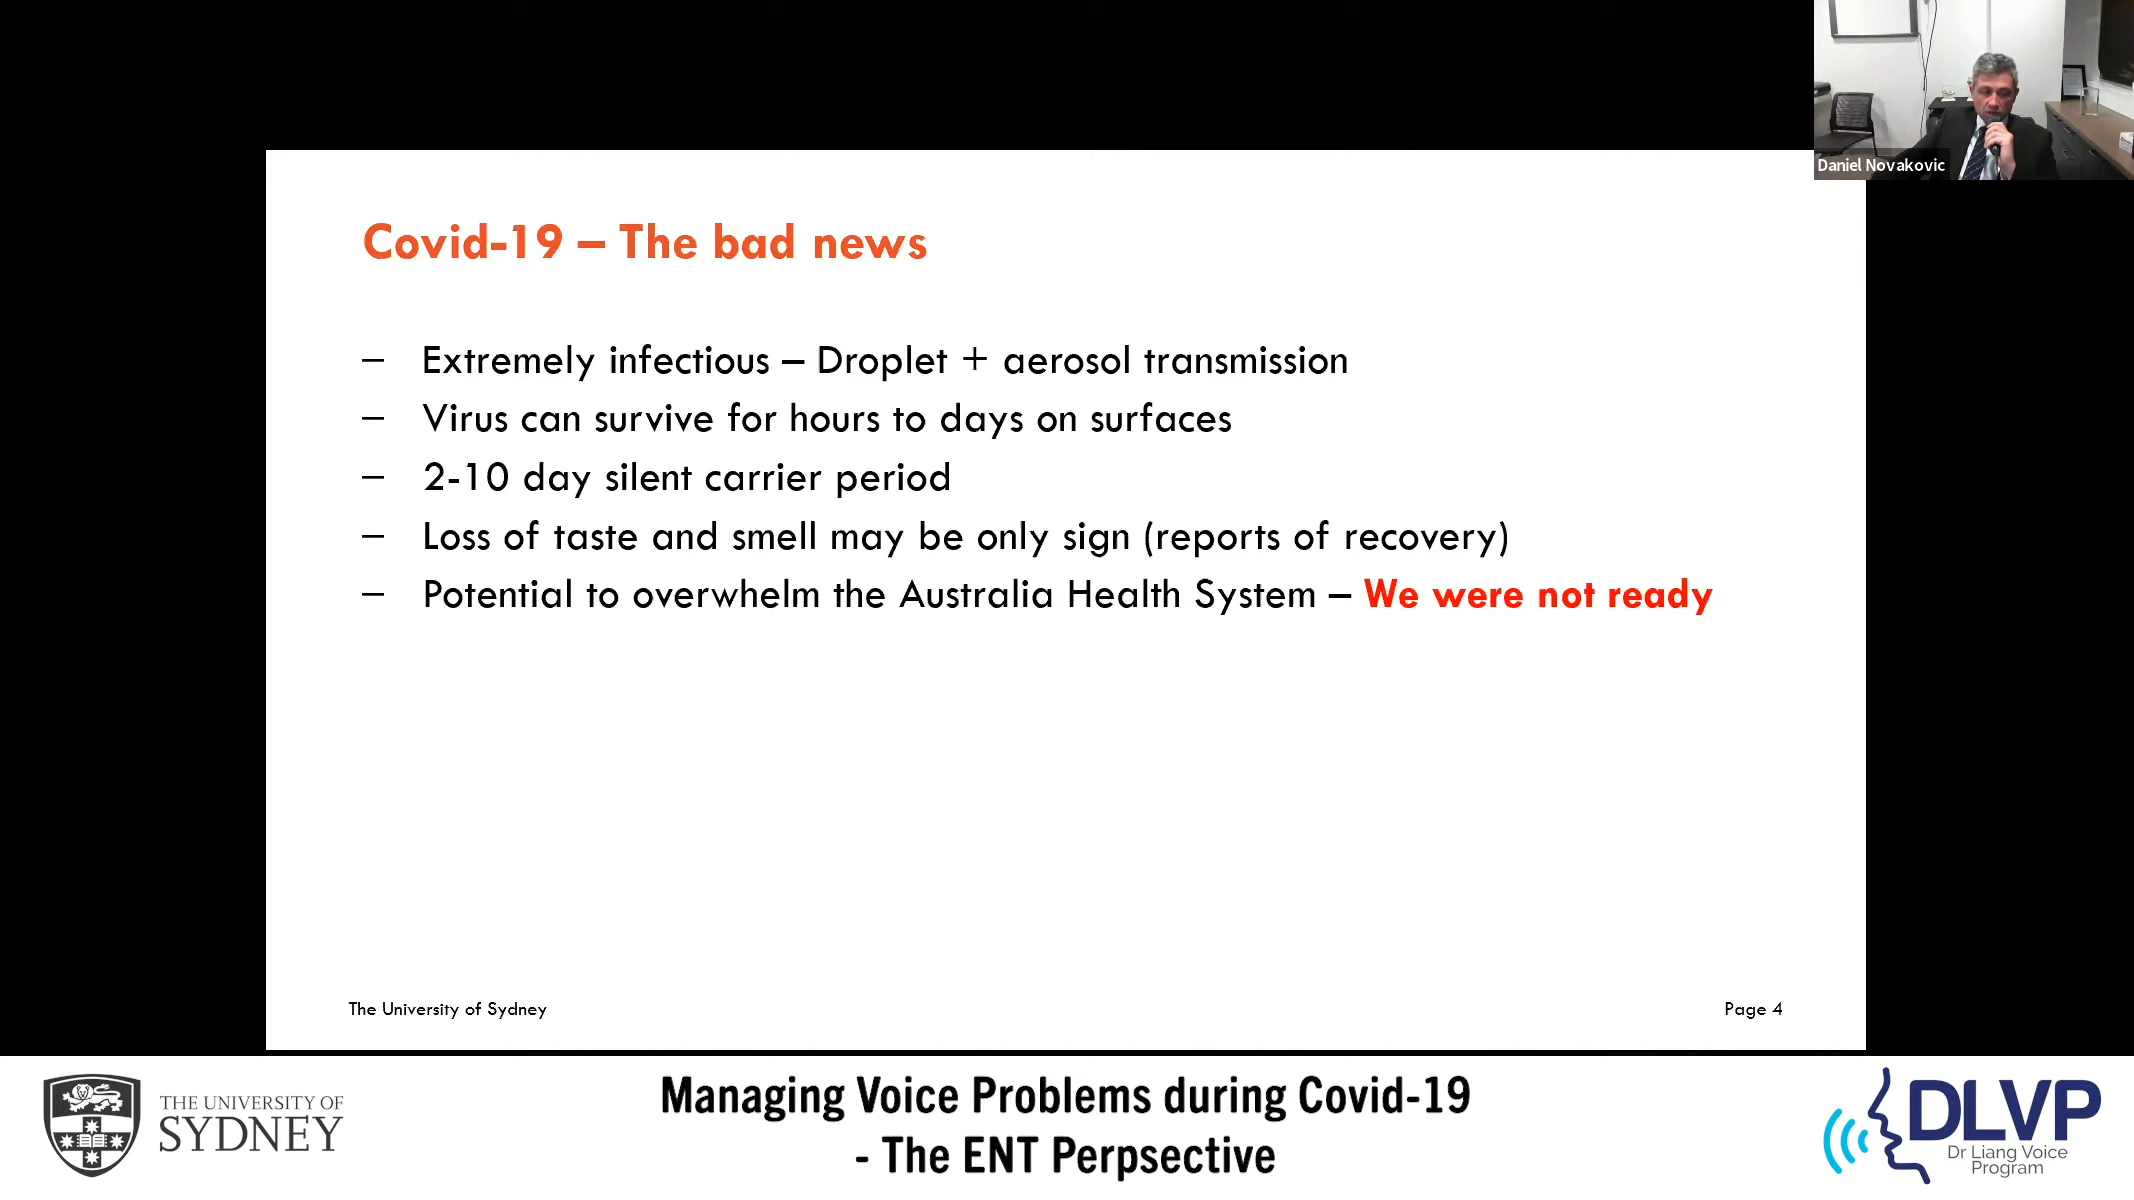 Daniel Novakovic
Covid-19 – The bad news
– Extremely infectious – Droplet + aerosol transmission
– Virus can survive for hours to days on surfaces
– 2-10 day silent carrier period
– Loss of taste and smell may be only sign (reports of recovery)
– Potential to overwhelm the Australia Health System – We were not ready
The University of Sydney
Page 4
THE UNIVERSITY OF
SYDNEY
Managing Voice Problems during Covid-19
- The ENT Perpsective
DLVP
Dr Liang Voice
Program